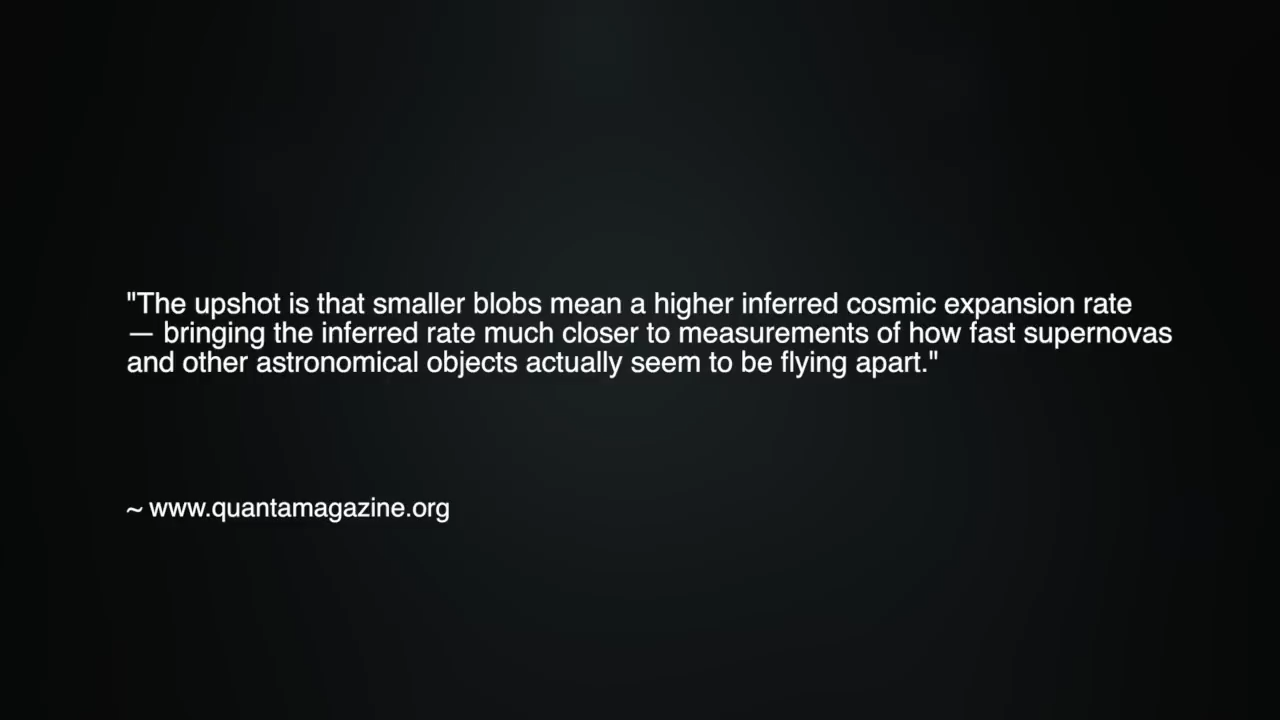 "The upshot is that smaller blobs mean a higher inferred cosmic expansion rate
— bringing the inferred rate much closer to measurements of how fast supernovas
and other astronomical objects actually seem to be flying apart."
~ www.quantamagazine.org